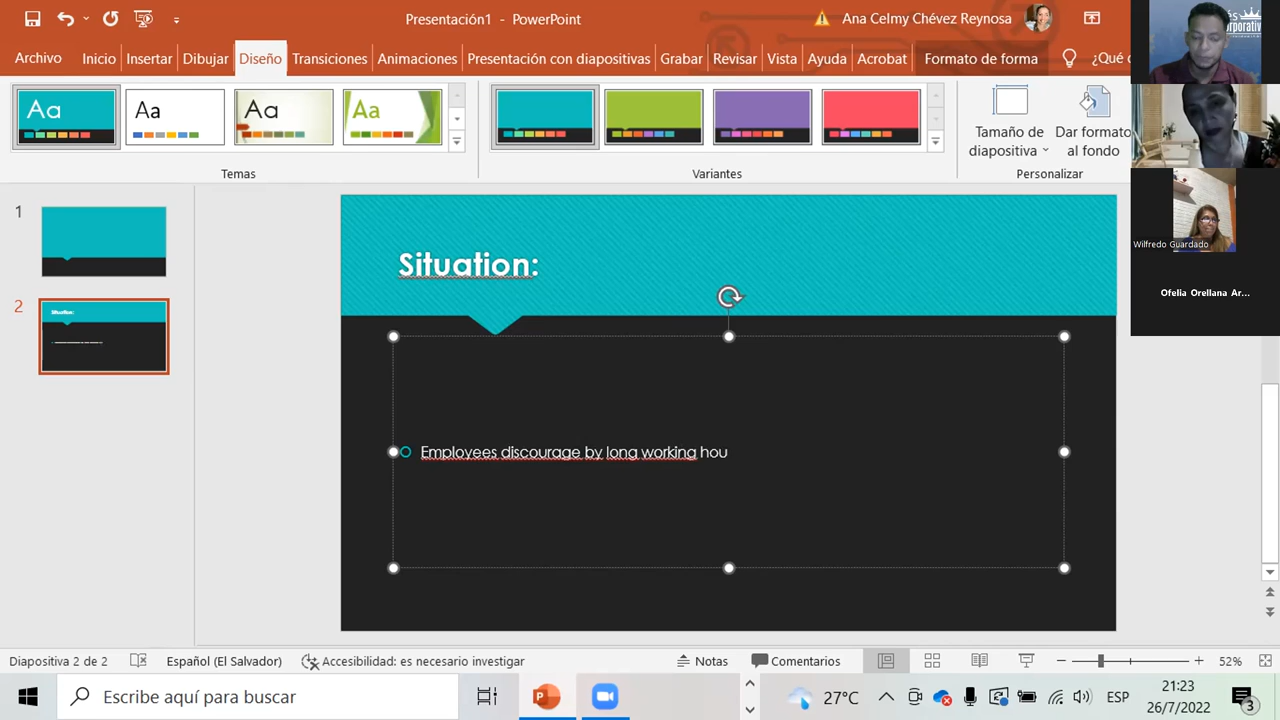 Presentación1 - PowerPoint
Ana Celmy Chévez Reynosa
Archivo Inicio Insertar Dibujar Diseño Transiciones Animaciones Presentación con diapositivas Grabar Revisar Vista Ayuda Acrobat Formato de forma ¿Qué
Aa Aa Aa Aa
Tamaño de diapositiva
Dar formato al fondo
Temas
Variantes
Personalizar
Wilfredo Guardado
Ofelia Orellana Ar...
1
2
Situation:
Situation:
Employees discourage by long working hou
Diapositiva 2 de 2
Español (El Salvador)
Accesibilidad: es necesario investigar
Notas
Comentarios
52%
Escribe aquí para buscar
27°C
ESP
21:23
26/7/2022
3